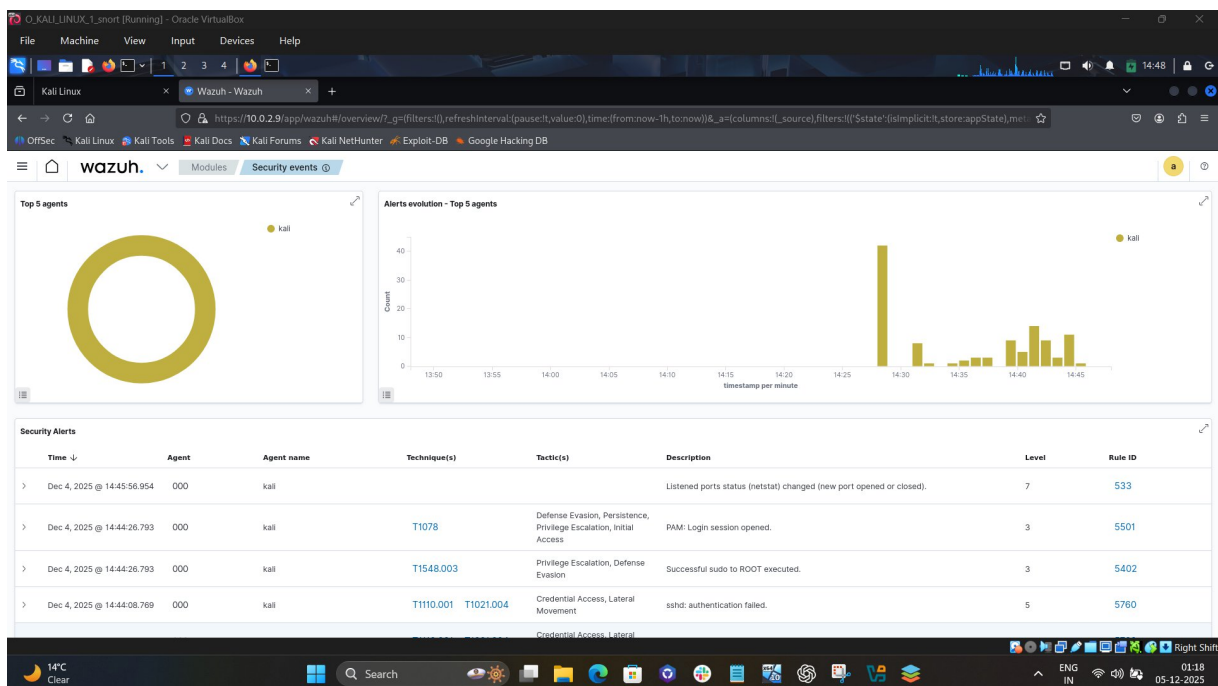 O_KALI_LINUX_1_snort [Running] - Oracle VirtualBox
File Machine View Input Devices Help
1 2 3 4 14:48
Kali Linux Wazuh - Wazuh
https://10.0.2.9/app/wazuh#/overview/?_g=(filters:!(),refreshInterval:(pause:!t,value:0),time:(from:now-1h,to:now))&_a=(columns:!(_source),filters:!(('$state':(isImplicit:!t,store:appState),met
OffSec Kali Linux Kali Tools Kali Docs Kali Forums Kali NetHunter Exploit-DB Google Hacking DB
wazuh. Modules Security events a
Top 5 agents
kali
Alerts evolution - Top 5 agents
kali
Count
40
30
20
10
0
13:50 13:55 14:00 14:05 14:10 14:15 14:20 14:25 14:30 14:35 14:40 14:45
timestamp per minute
Security Alerts
Time Agent Agent name Technique(s) Tactic(s) Description Level Rule ID
Dec 4, 2025 @ 14:45:56.954 000 kali Listened ports status (netstat) changed (new port opened or closed). 7 533
Dec 4, 2025 @ 14:44:26.793 000 kali T1078 Defense Evasion, Persistence, Privilege Escalation, Initial Access PAM: Login session opened. 3 5501
Dec 4, 2025 @ 14:44:26.793 000 kali T1548.003 Privilege Escalation, Defense Evasion Successful sudo to ROOT executed. 3 5402
Dec 4, 2025 @ 14:44:08.769 000 kali T1110.001 T1021.004 Credential Access, Lateral Movement sshd: authentication failed. 5 5760
Credential Access, Lateral
Right Shift
14°C
Clear
Search
ENG
IN
01:18
05-12-2025